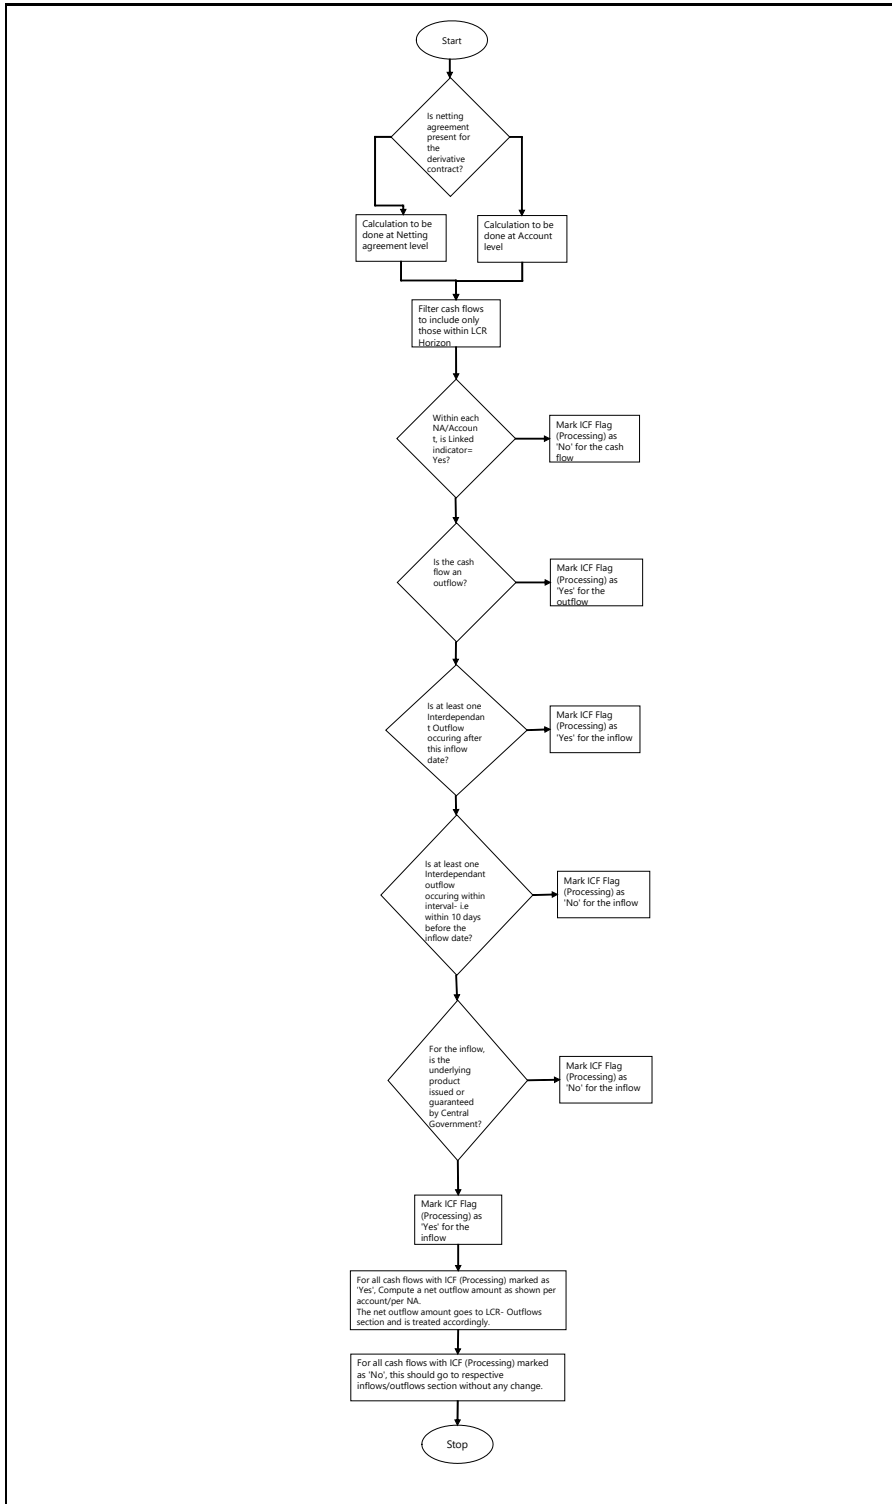 Start
Is netting
agreement
present for
the
derivative
contract?
Calculation to be
done at Netting
agreement level
Calculation to be
done at Account
level
Filter cash flows
to include only
those within LCR
Horizon
Within each
NA/Accoun
t, is Linked
indicator=
Yes?
Mark ICF Flag
(Processing) as
'No' for the cash
flow
Is the cash
flow an
outflow?
Mark ICF Flag
(Processing) as
'Yes' for the
outflow
Is at least one
Interdependan
t Outflow
occuring after
this inflow
date?
Mark ICF Flag
(Processing) as
'Yes' for the inflow
Is at least one
Interdependant
outflow
occuring within
interval- i.e
within 10 days
before the
inflow date?
Mark ICF Flag
(Processing) as
'No' for the inflow
For the inflow,
is the
underlying
product
issued or
guaranteed
by Central
Government?
Mark ICF Flag
(Processing) as
'No' for the inflow
Mark ICF Flag
(Processing) as
'Yes' for the
inflow
For all cash flows with ICF (Processing) marked as
'Yes', Compute a net outflow amount as shown per
account/per NA.
The net outflow amount goes to LCR- Outflows
section and is treated accordingly.
For all cash flows with ICF (Processing) marked
as 'No', this should go to respective
inflows/outflows section without any change.
Stop